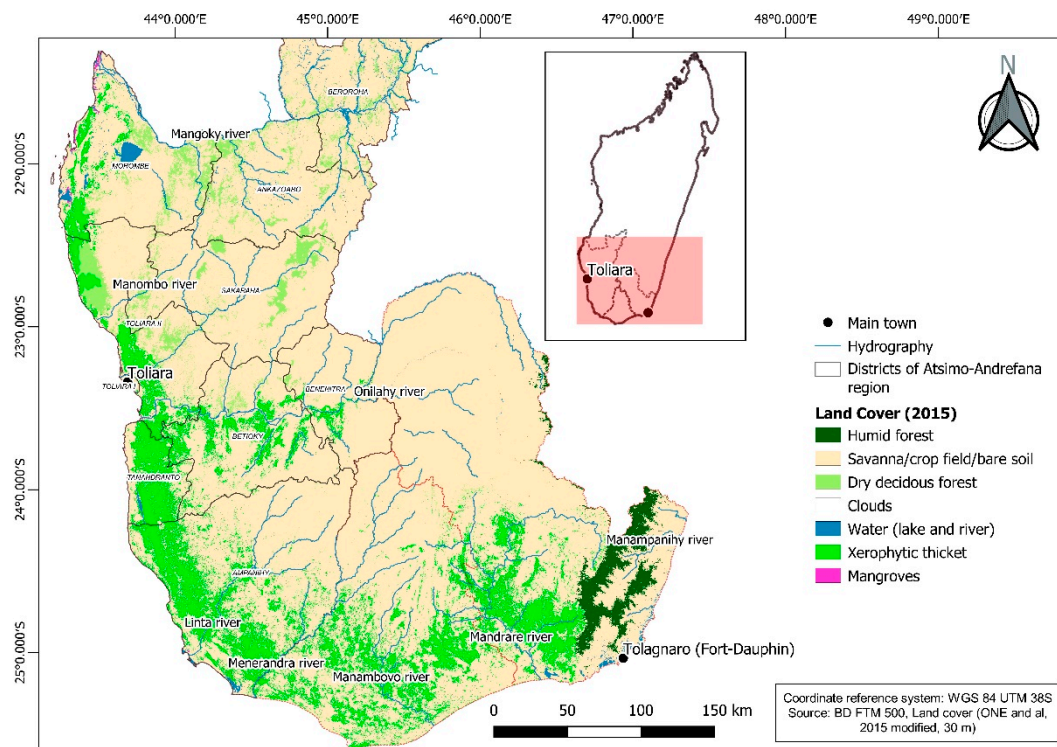 44°0.000'E 45°0.000'E 46°0.000'E 47°0.000'E 48°0.000'E 49°0.000'E
22°0.000'S
23°0.000'S
24°0.000'S
25°0.000'S
BEROROHA
Mangoky river
MOROMBE
ANKAZOABO
Manombo river
SAKARAHA
TOLIARA II
Toliara
TOLIARA I
BENENITRA
Onilahy river
BETIOKY
Manampanihy river
AMPANIHY
Linta river
Mandrare river
Tolagnaro (Fort-Dauphin)
Menerandra river
Manambovo river
0 50 100 150 km
Toliara
N
Main town
Hydrography
Districts of Atsimo-Andrefana
region
Land Cover (2015)
Humid forest
Savanna/crop field/bare soil
Dry decidous forest
Clouds
Water (lake and river)
Xerophytic thicket
Mangroves
Coordinate reference system: WGS 84 UTM 38S
Source: BD FTM 500, Land cover (ONE and al,
2015 modified, 30 m)